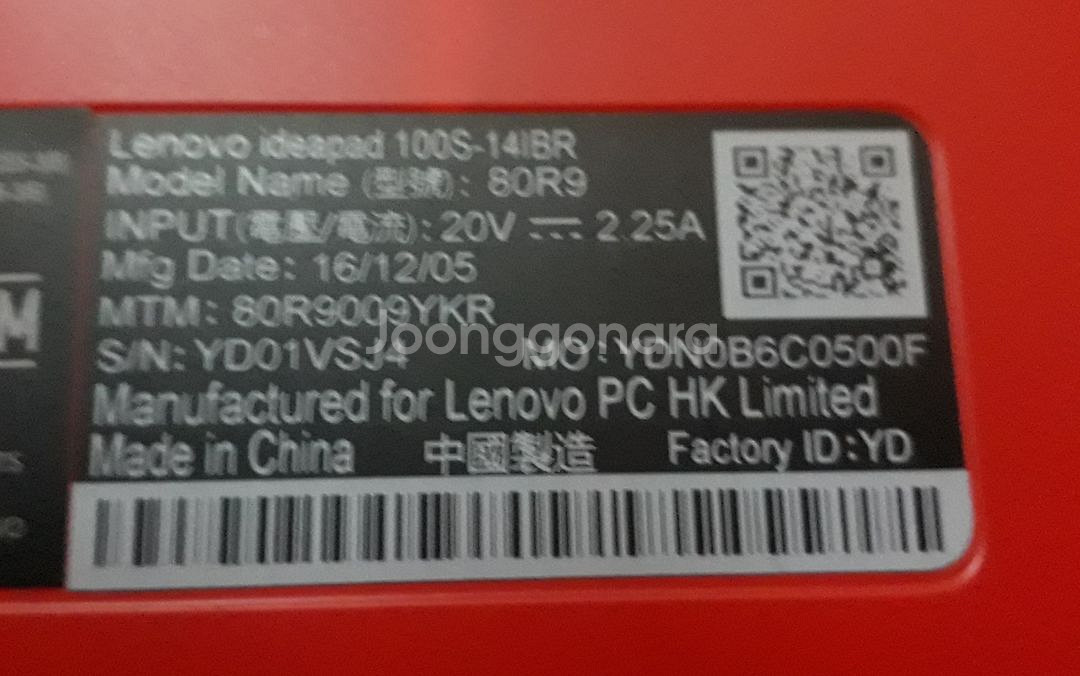 Lenovo ideapad 100S-14IBR
Model Name (型號): 80R9
INPUT(電壓/電流): 20V ⎓ 2.25A
Mfg Date: 16/12/05
MTM: 80R9009YKR
Joonggonara
S/N: YD01VSJ4 MO: YDN0B6C0500F
Manufactured for Lenovo PC HK Limited
Made in China 中國製造 Factory ID:YD
M